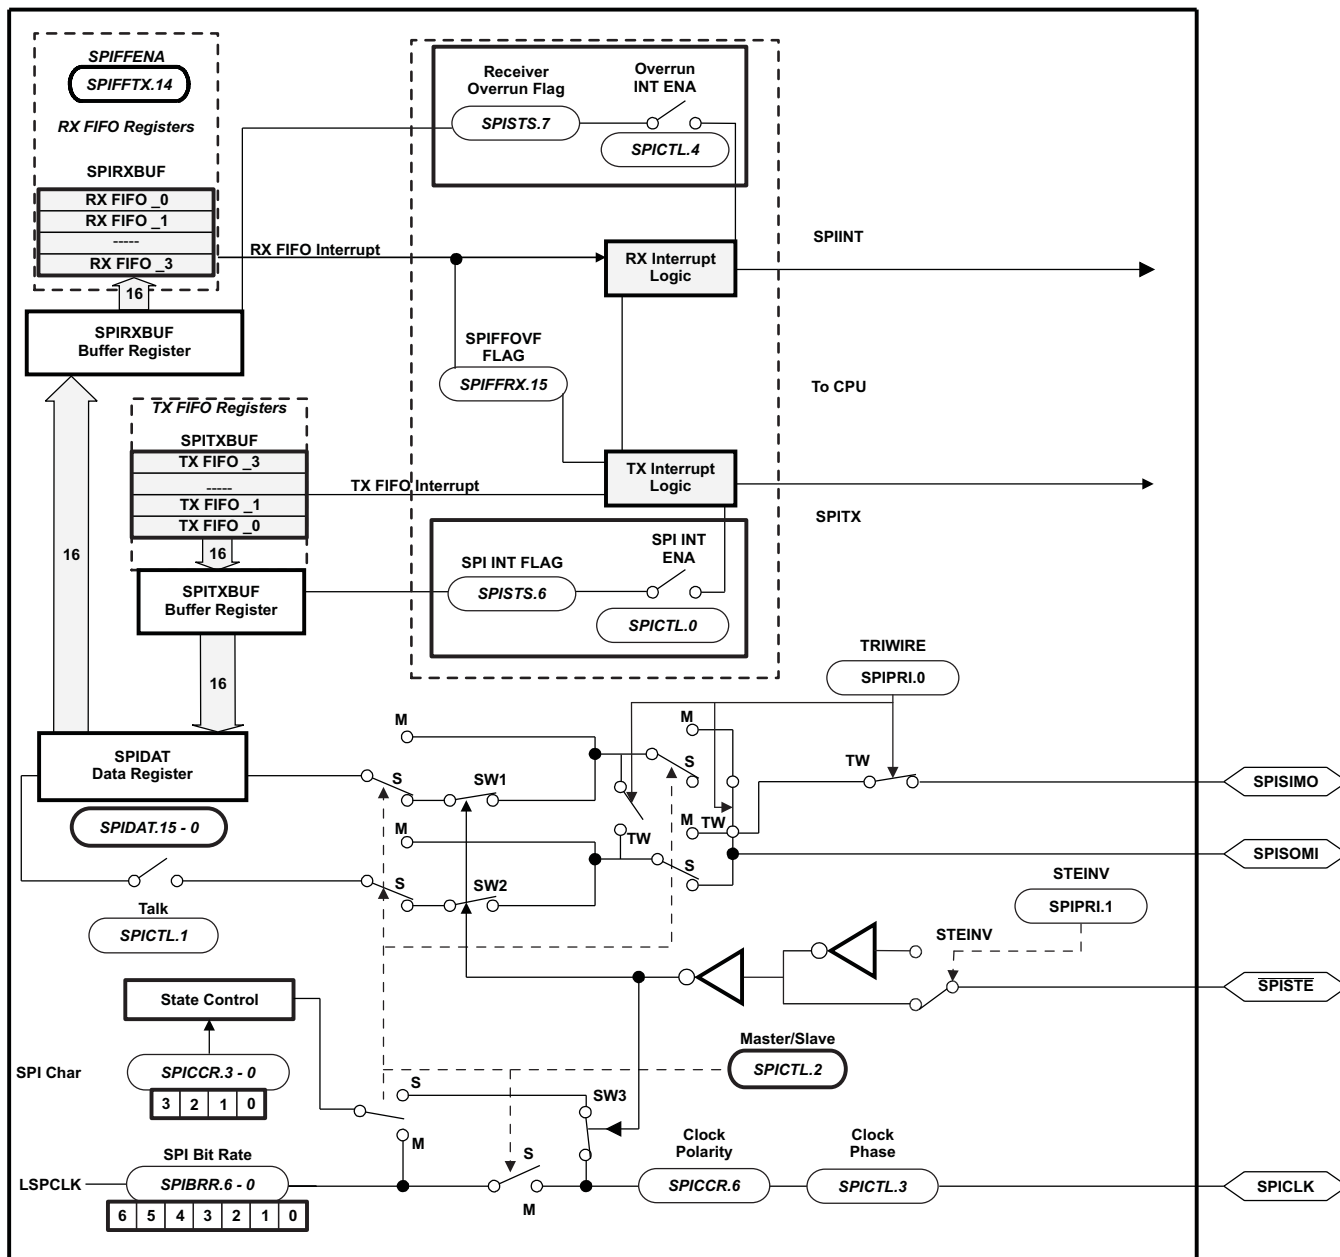 SPIFFENA
SPIFFTX.14
RX FIFO Registers
SPIRXBUF
RX FIFO _0
RX FIFO _1
-----
RX FIFO _3
16
SPIRXBUF
Buffer Register
Receiver
Overrun Flag
SPISTS.7
Overrun
INT ENA
SPICTL.4
RX FIFO Interrupt
RX Interrupt
Logic
SPIINT
SPIFFOVF
FLAG
SPIFFRX.15
To CPU
TX FIFO Registers
SPITXBUF
TX FIFO _3
-----
TX FIFO _1
TX FIFO _0
16
16
TX FIFO Interrupt
TX Interrupt
Logic
SPITX
SPITXBUF
Buffer Register
SPI INT FLAG
SPISTS.6
SPI INT
ENA
SPICTL.0
16
TRIWIRE
SPIPRI.0
SPIDAT
Data Register
SPIDAT.15 - 0
M
S
SW1
M
S
TW
SPISIMO
M
TW
TW
M
S
SW2
S
SPISOMI
Talk
SPICTL.1
STEINV
SPIPRI.1
STEINV
SPISTE
State Control
Master/Slave
SPICTL.2
SPI Char
SPICCR.3 - 0
3 2 1 0
S
M
SW3
SPI Bit Rate
LSPCLK
SPIBRR.6 - 0
6 5 4 3 2 1 0
S
M
Clock
Polarity
SPICCR.6
Clock
Phase
SPICTL.3
SPICLK